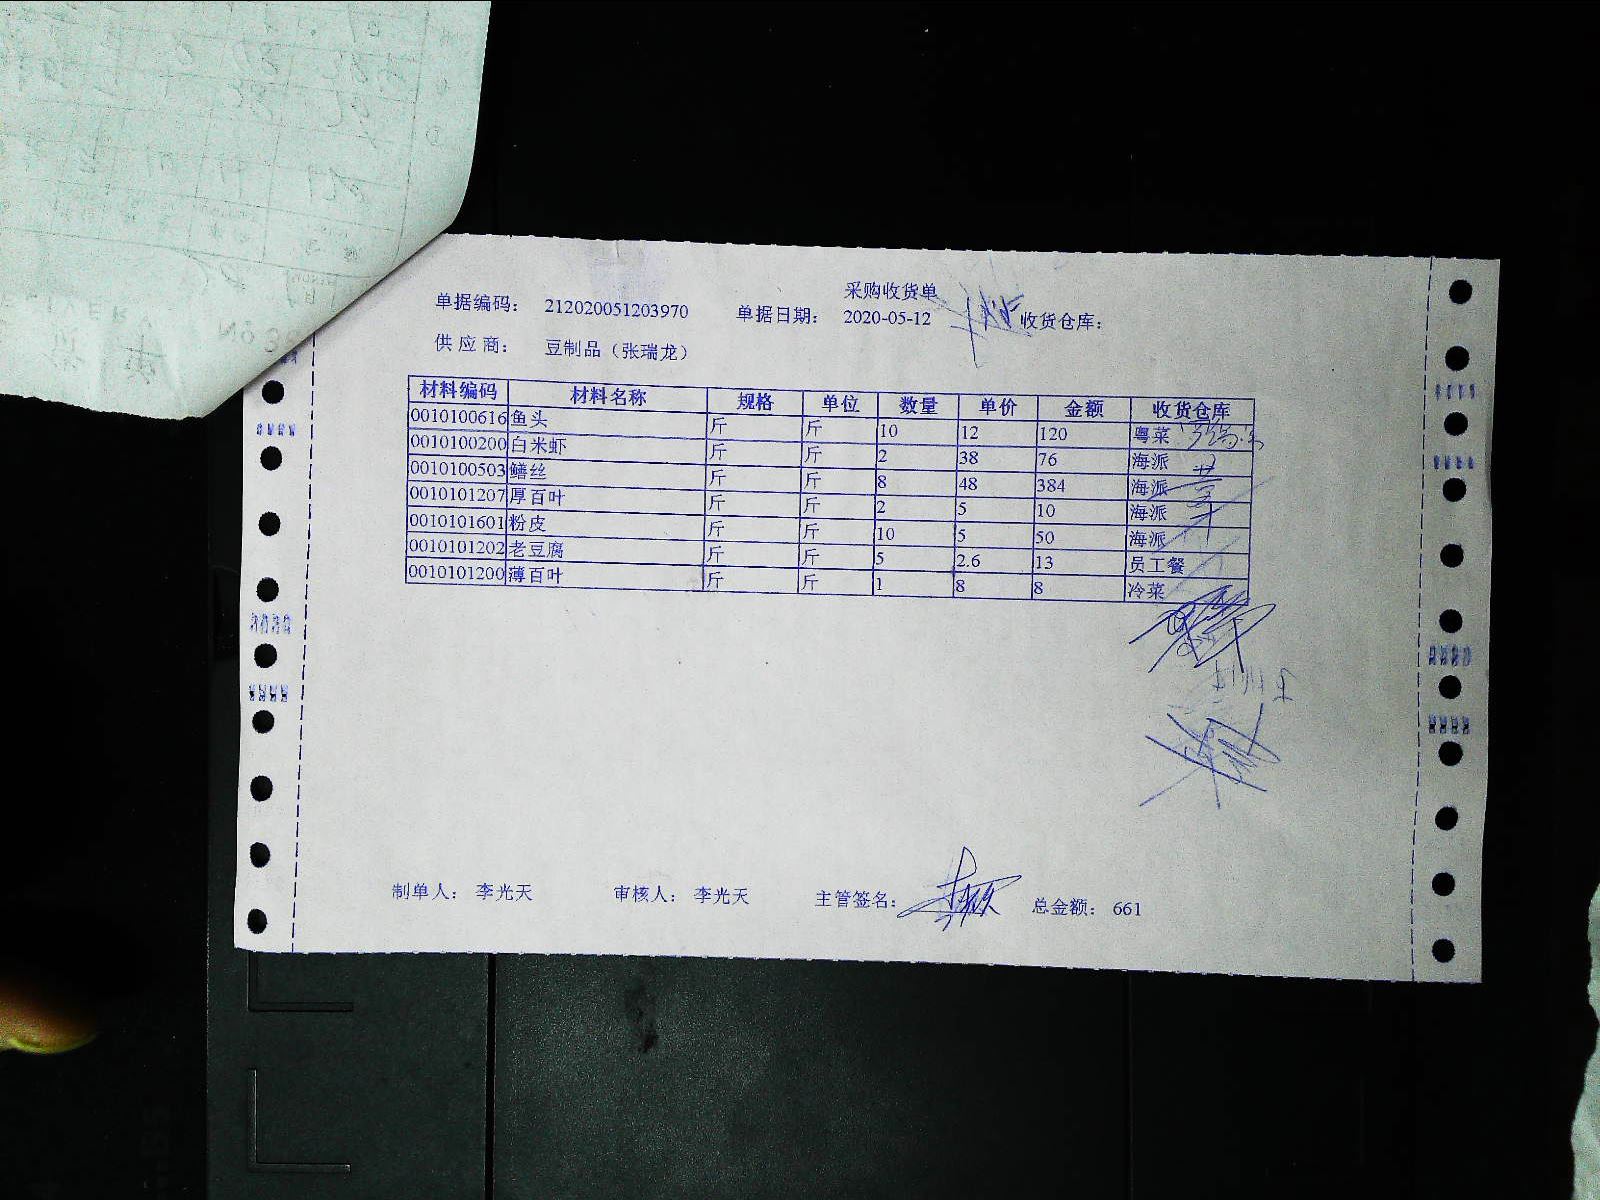 采购收货单
单据编码: 212020051203970 单据日期: 2020-05-12 收货仓库:
供应商: 豆制品（张瑞龙）
材料编码 材料名称 规格 单位 数量 单价 金额 收货仓库
0010100616 鱼头 斤 斤 10 12 120 粤菜
0010100200 白米虾 斤 斤 2 38 76 海派
0010100503 鳝丝 斤 斤 8 48 384 海派
0010101207 厚百叶 斤 斤 2 5 10 海派
0010101601 粉皮 斤 斤 10 5 50 海派
0010101202 老豆腐 斤 斤 5 2.6 13 员工餐
0010101200 薄百叶 斤 斤 1 8 8 冷菜
制单人: 李光天 审核人: 李光天 主管签名: 总金额: 661